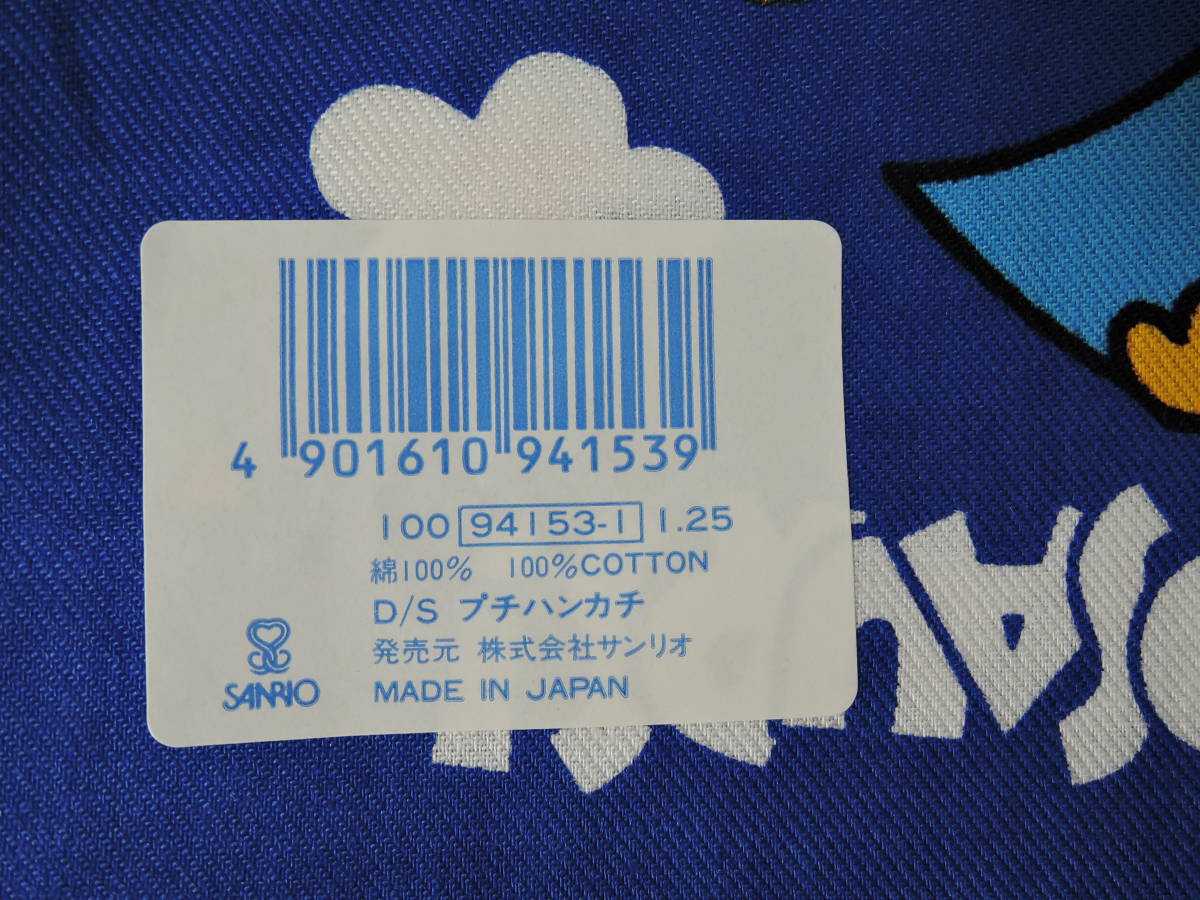 4 901610 941539
100 94153-1 1.25
綿100% 100%COTTON
D/S プチハンカチ
発売元 株式会社サンリオ
SANRIO MADE IN JAPAN